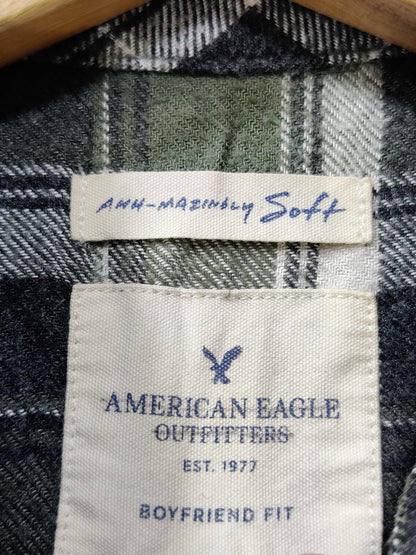 AHH-MAZINGLY Soft
AMERICAN EAGLE
OUTFITTERS
EST. 1977
BOYFRIEND FIT